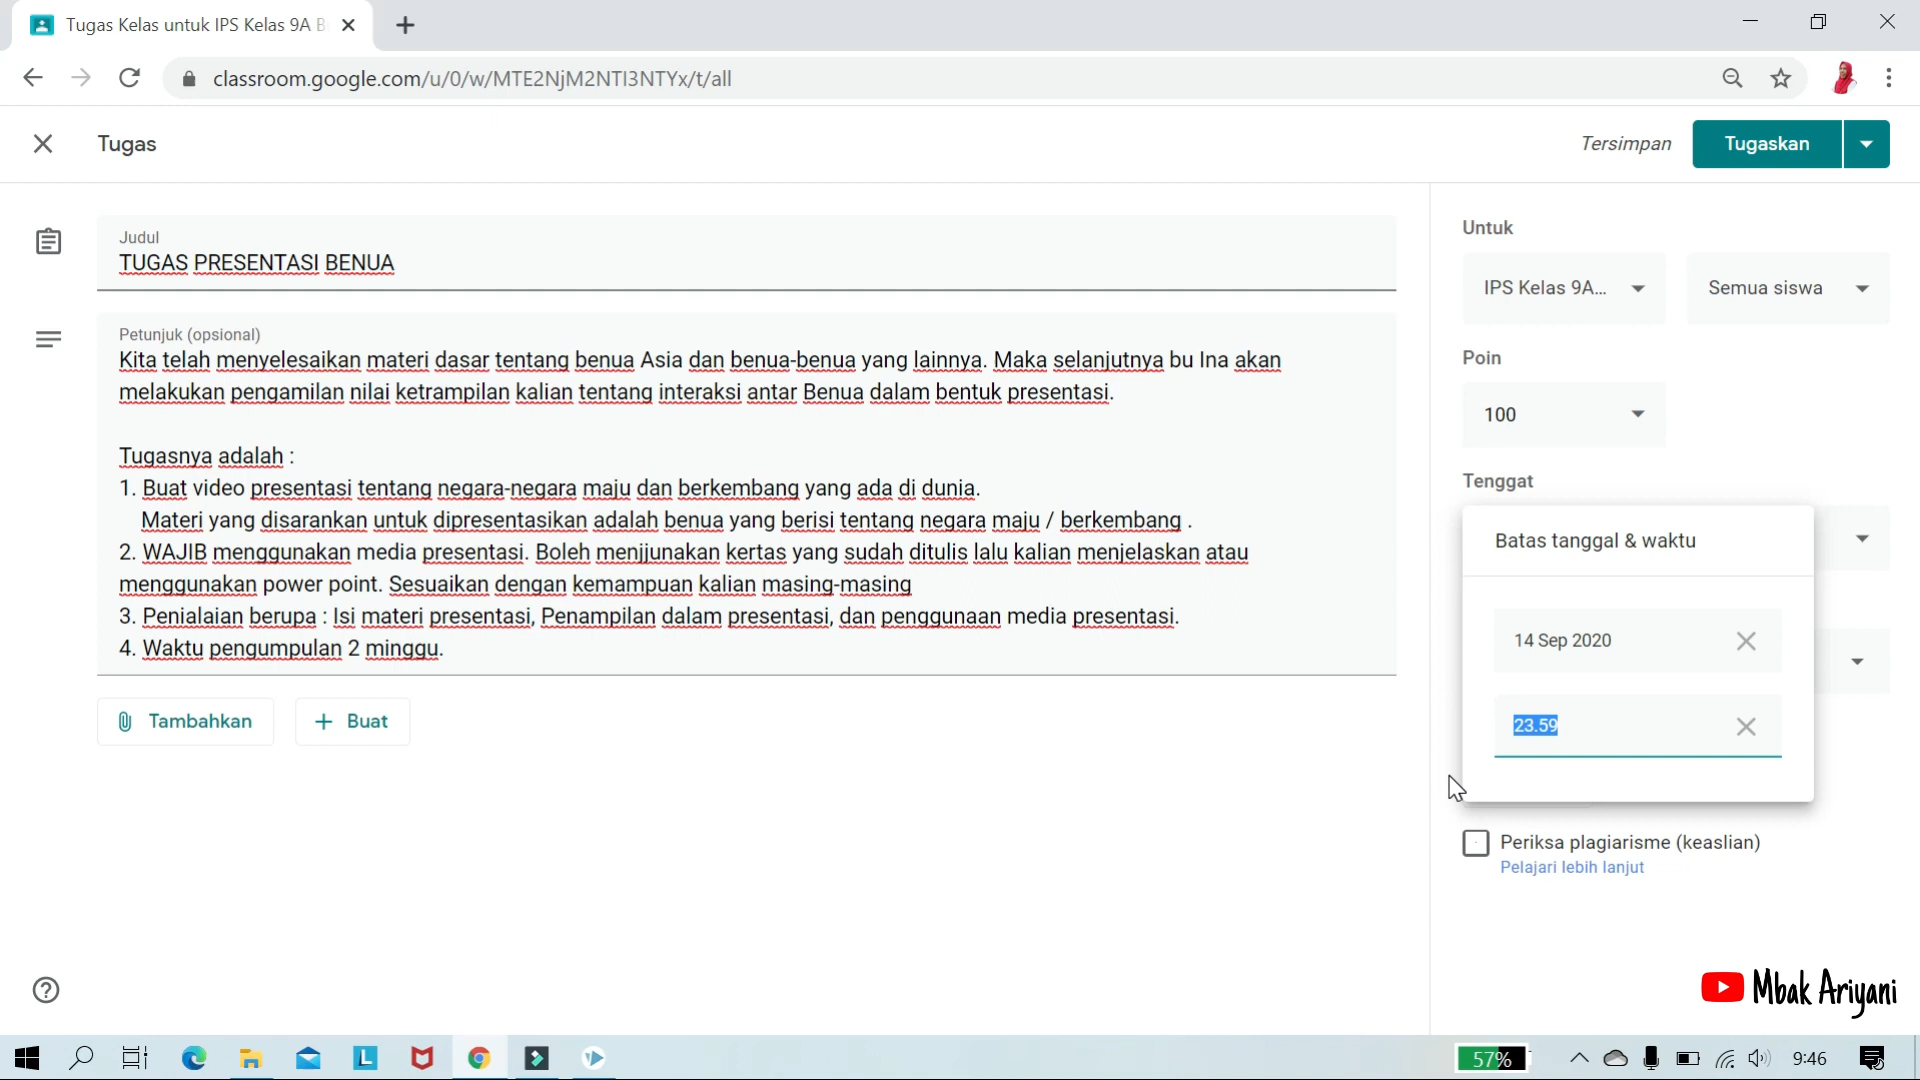 Tugas Kelas untuk IPS Kelas 9A B
classroom.google.com/u/0/w/MTE2NjM2NTI3NTYx/t/all
Tugas
Tersimpan
Tugaskan
Judul
TUGAS PRESENTASI BENUA
Petunjuk (opsional)
Kita telah menyelesaikan materi dasar tentang benua Asia dan benua-benua yang lainnya. Maka selanjutnya bu Ina akan
melakukan pengamilan nilai ketrampilan kalian tentang interaksi antar Benua dalam bentuk presentasi.
Tugasnya adalah :
1. Buat video presentasi tentang negara-negara maju dan berkembang yang ada di dunia.
Materi yang disarankan untuk dipresentasikan adalah benua yang berisi tentang negara maju / berkembang .
2. WAJIB menggunakan media presentasi. Boleh menjjunakan kertas yang sudah ditulis lalu kalian menjelaskan atau
menggunakan power point. Sesuaikan dengan kemampuan kalian masing-masing
3. Penialaian berupa : Isi materi presentasi, Penampilan dalam presentasi, dan penggunaan media presentasi.
4. Waktu pengumpulan 2 minggu.
Tambahkan
Buat
Untuk
IPS Kelas 9A...
Semua siswa
Poin
100
Tenggat
Batas tanggal & waktu
14 Sep 2020
23.59
Periksa plagiarisme (keaslian)
Pelajari lebih lanjut
Mbak Ariyani
57%
9:46